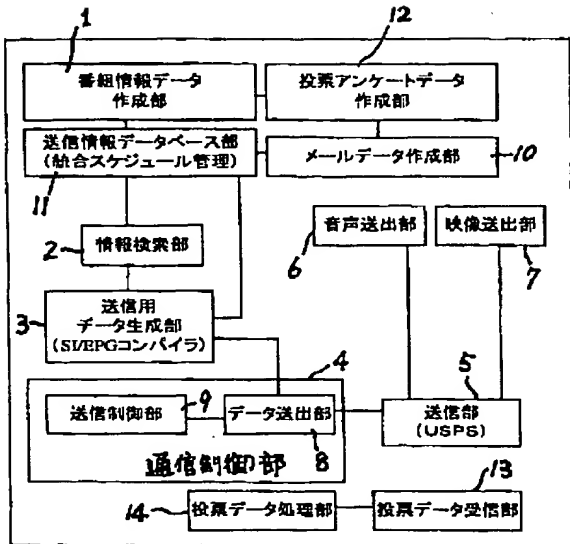 1
12
番組情報データ
作成部
投票アンケートデータ
作成部
送信情報データベース部
(統合スケジュール管理)
メールデータ作成部
10
11
音声送出部
映像送出部
2
情報検索部
6
7
3
送信用
データ生成部
(SI/EPGコンパイラ)
4
5
送信制御部
9
データ送出部
8
送信部
(USPS)
通信制御部
13
14
投票データ処理部
投票データ受信部